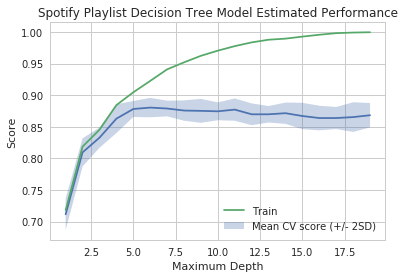 Spotify Playlist Decision Tree Model Estimated Performance
1.00
0.95
0.90
0.85
0.80
0.75
0.70
Score
Train
Mean CV score (+/- 2SD)
2.5 5.0 7.5 10.0 12.5 15.0 17.5
Maximum Depth